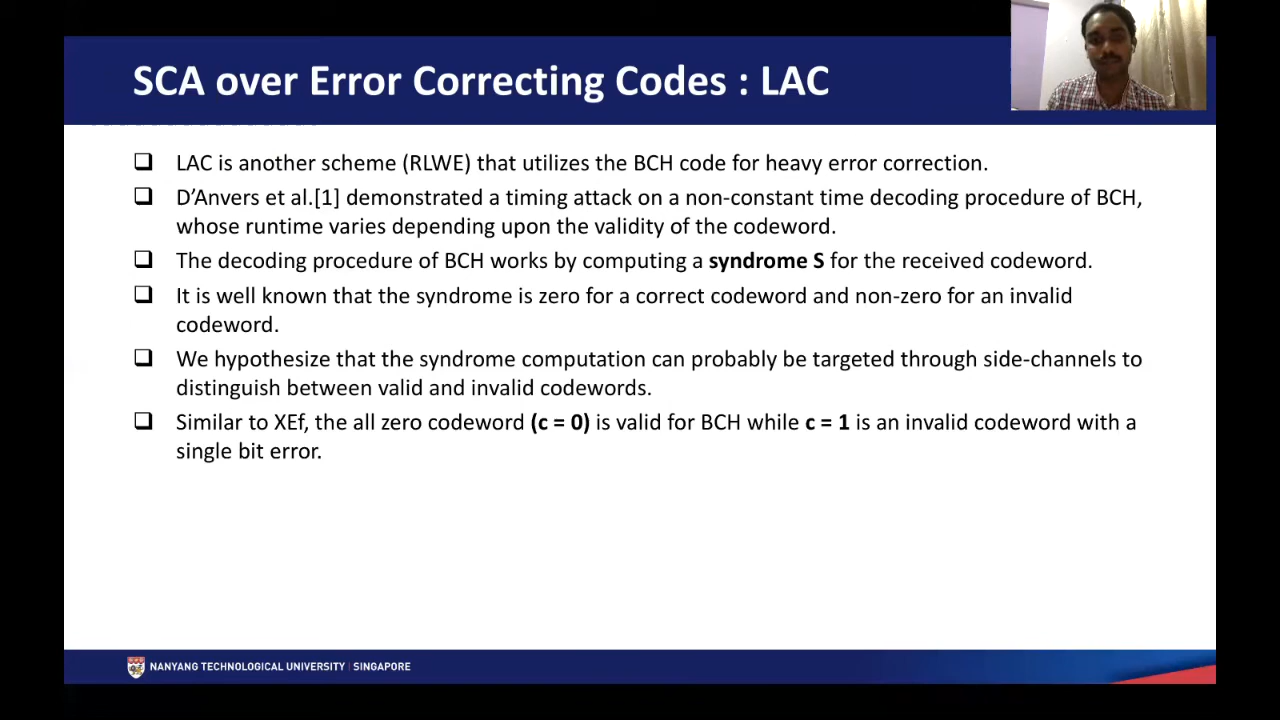 SCA over Error Correcting Codes : LAC
❑ LAC is another scheme (RLWE) that utilizes the BCH code for heavy error correction.
❑ D’Anvers et al.[1] demonstrated a timing attack on a non-constant time decoding procedure of BCH,
whose runtime varies depending upon the validity of the codeword.
❑ The decoding procedure of BCH works by computing a syndrome S for the received codeword.
❑ It is well known that the syndrome is zero for a correct codeword and non-zero for an invalid
codeword.
❑ We hypothesize that the syndrome computation can probably be targeted through side-channels to
distinguish between valid and invalid codewords.
❑ Similar to XEf, the all zero codeword (c = 0) is valid for BCH while c = 1 is an invalid codeword with a
single bit error.
NANYANG TECHNOLOGICAL UNIVERSITY | SINGAPORE